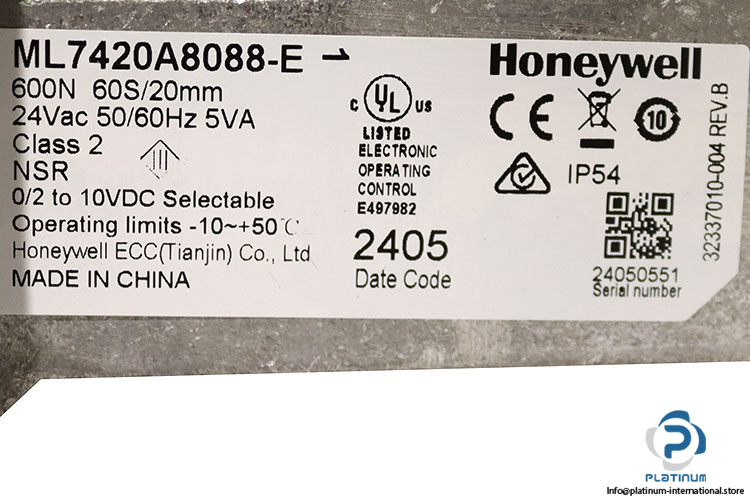 ML7420A8088-E
600N 60S/20mm
24Vac 50/60Hz 5VA
Class 2
NSR
0/2 to 10VDC Selectable
Operating limits -10~+50℃
Honeywell ECC(Tianjin) Co., Ltd
MADE IN CHINA
C UL US
LISTED
ELECTRONIC
OPERATING
CONTROL
E497982
2405
Date Code
Honeywell
CE
10
IP54
24050551
Serial number
32337010-004 REV.B
PLATINUM
Info@platinum-international.store